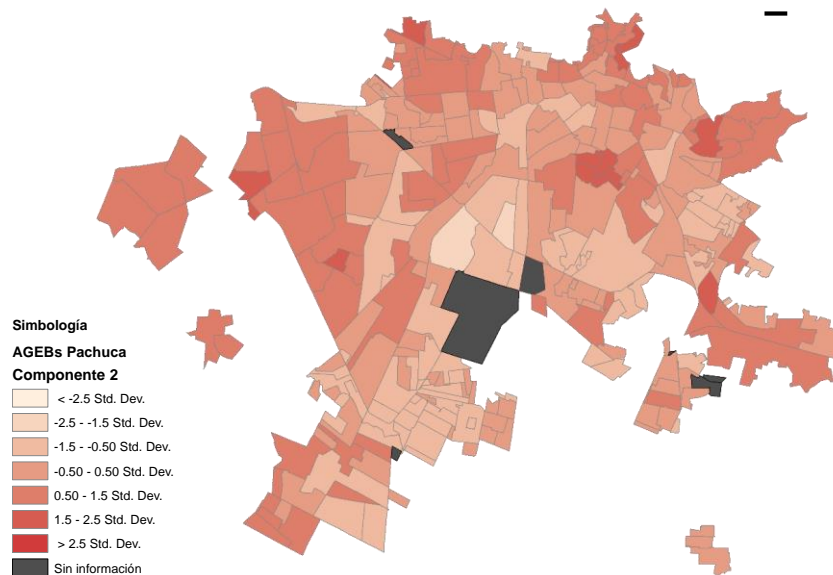 Simbología
AGEBs Pachuca
Componente 2
< -2.5 Std. Dev.
-2.5 - -1.5 Std. Dev.
-1.5 - -0.50 Std. Dev.
-0.50 - 0.50 Std. Dev.
0.50 - 1.5 Std. Dev.
1.5 - 2.5 Std. Dev.
> 2.5 Std. Dev.
Sin información